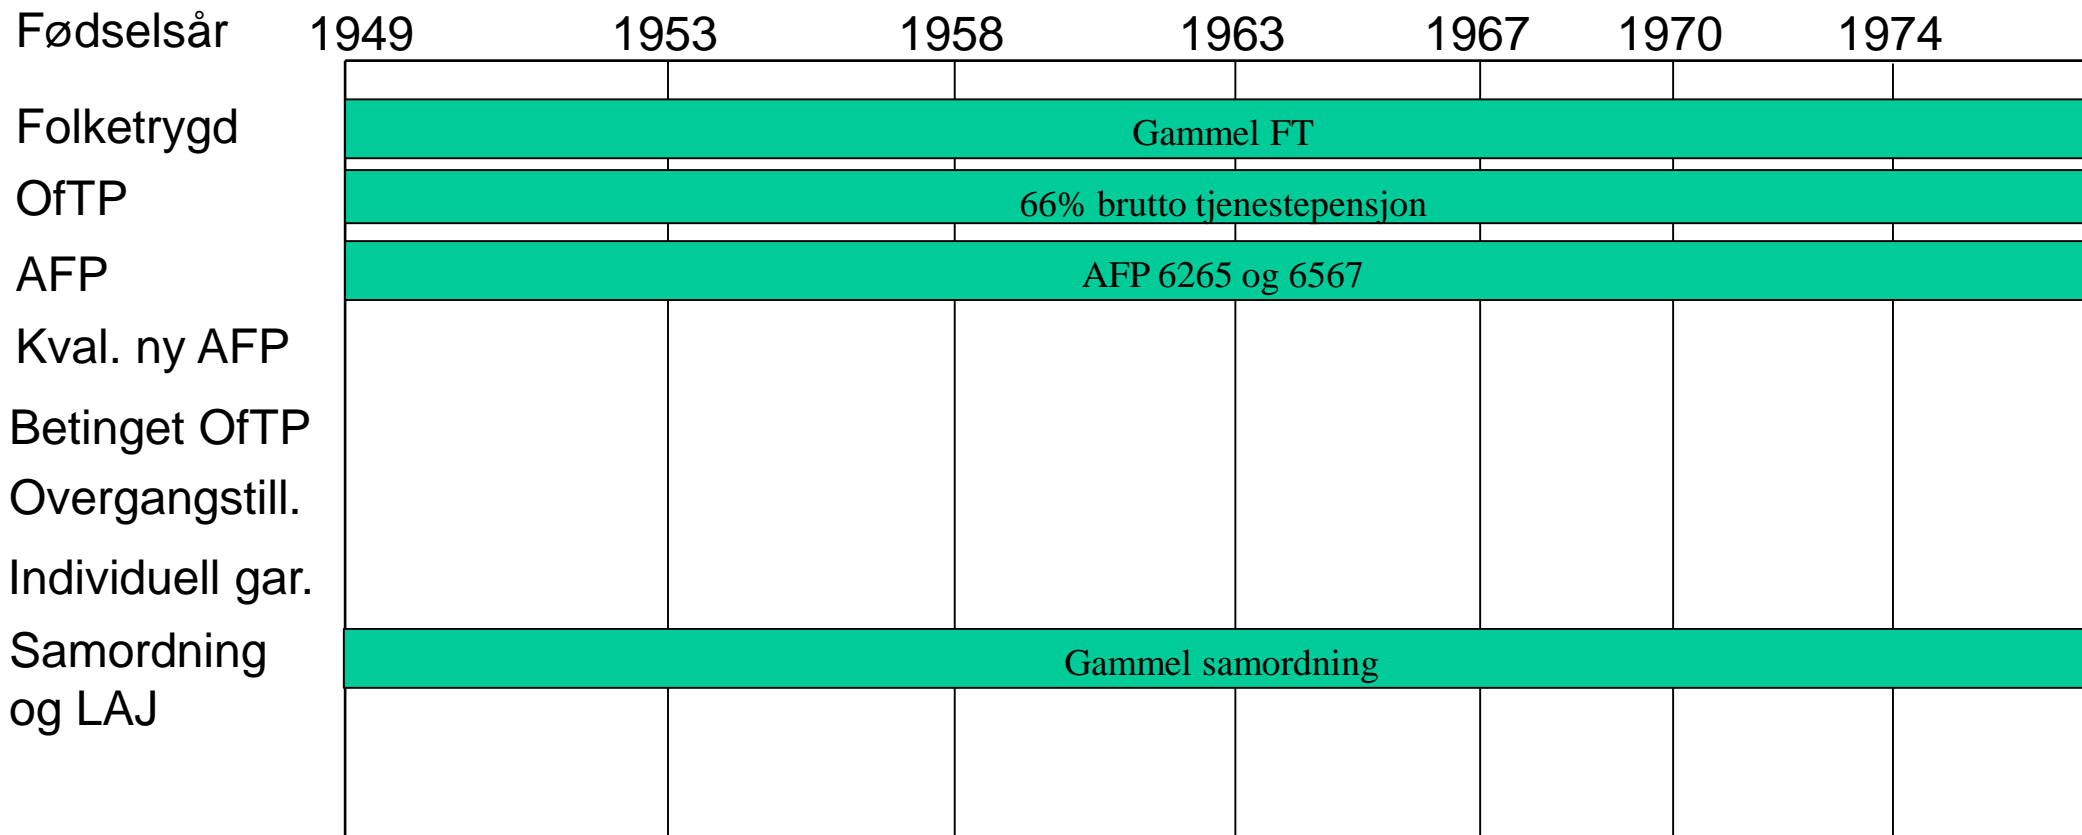 Fødselsår 1949 1953 1958 1963 1967 1970 1974
Folketrygd Gammel FT
OfTP 66% brutto tjenestepensjon
AFP AFP 6265 og 6567
Kval. ny AFP
Betinget OfTP
Overgangstill.
Individuell gar.
Samordning Gammel samordning
og LAJ